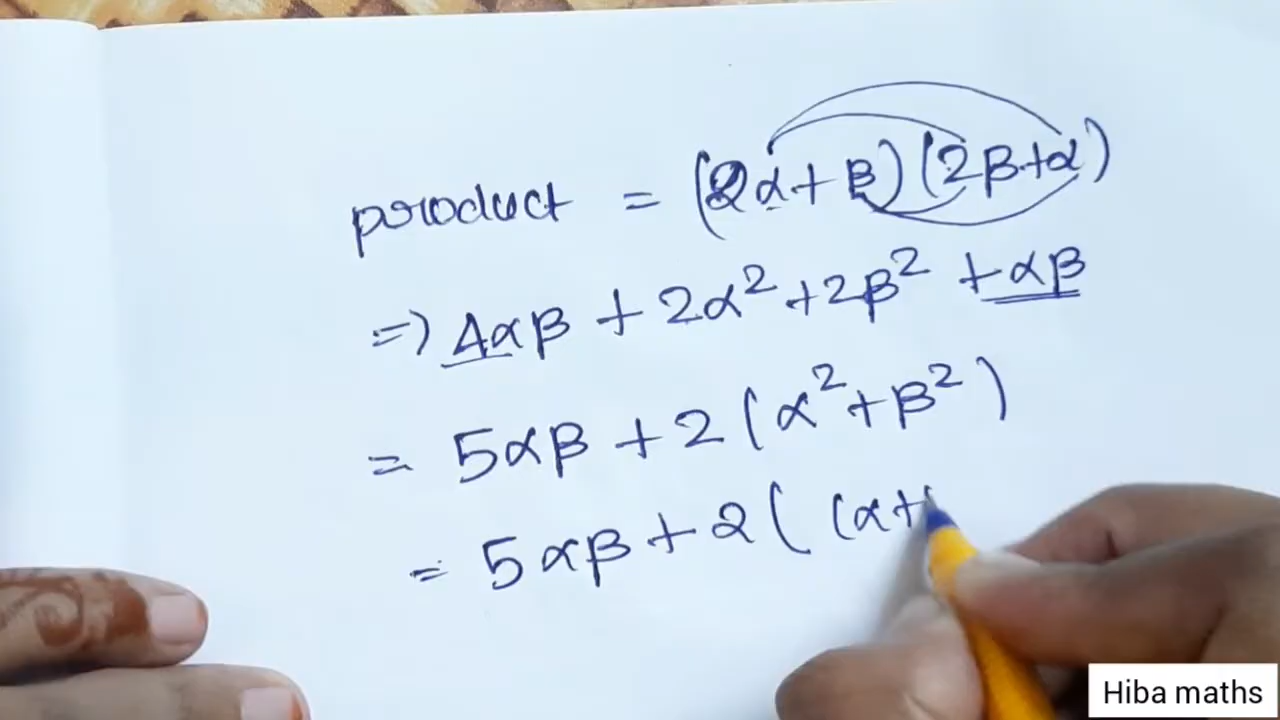 product = (2α + β)(2β+α)
=) 4αβ + 2α² + 2β² + αβ
= 5αβ + 2(α² + β²)
= 5αβ + 2( (α+
Hiba maths